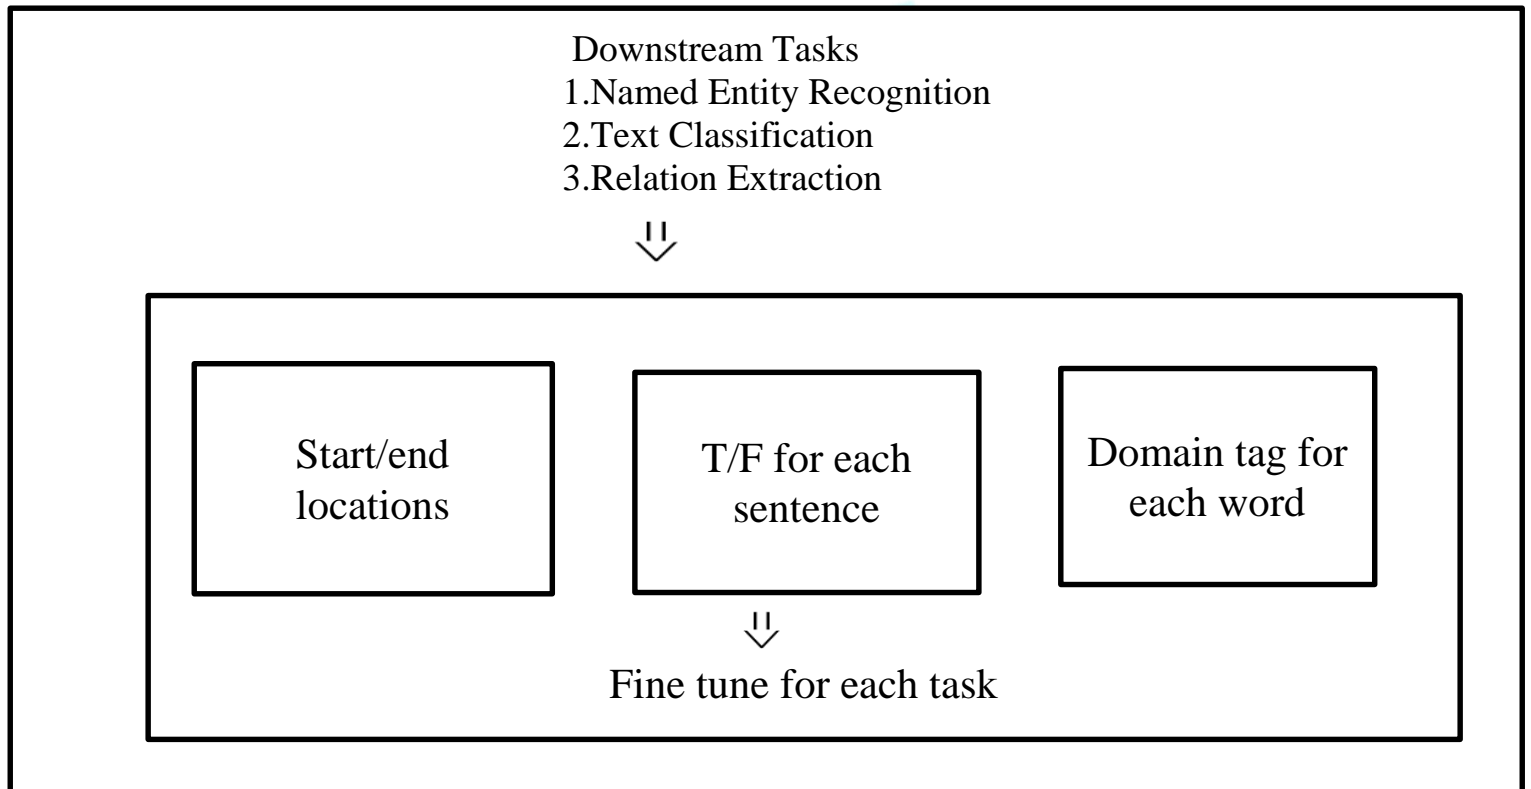 Downstream Tasks
1.Named Entity Recognition
2.Text Classification
3.Relation Extraction
Start/end
locations
T/F for each
sentence
Domain tag for
each word
Fine tune for each task